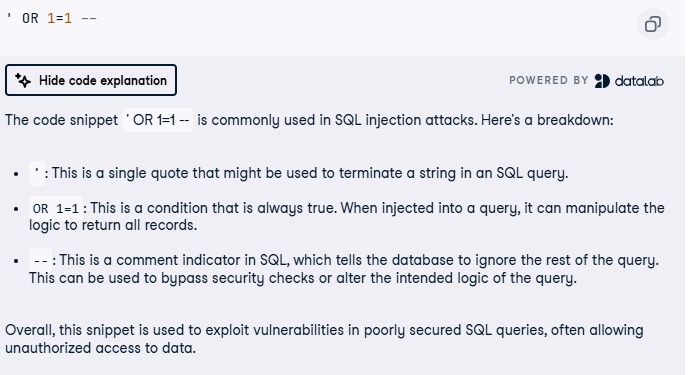 ' OR 1=1 --
Hide code explanation
POWERED BY datalab
The code snippet ' OR 1=1 -- is commonly used in SQL injection attacks. Here's a breakdown:
• ' : This is a single quote that might be used to terminate a string in an SQL query.
• OR 1=1 : This is a condition that is always true. When injected into a query, it can manipulate the
logic to return all records.
• -- : This is a comment indicator in SQL, which tells the database to ignore the rest of the query.
This can be used to bypass security checks or alter the intended logic of the query.
Overall, this snippet is used to exploit vulnerabilities in poorly secured SQL queries, often allowing
unauthorized access to data.